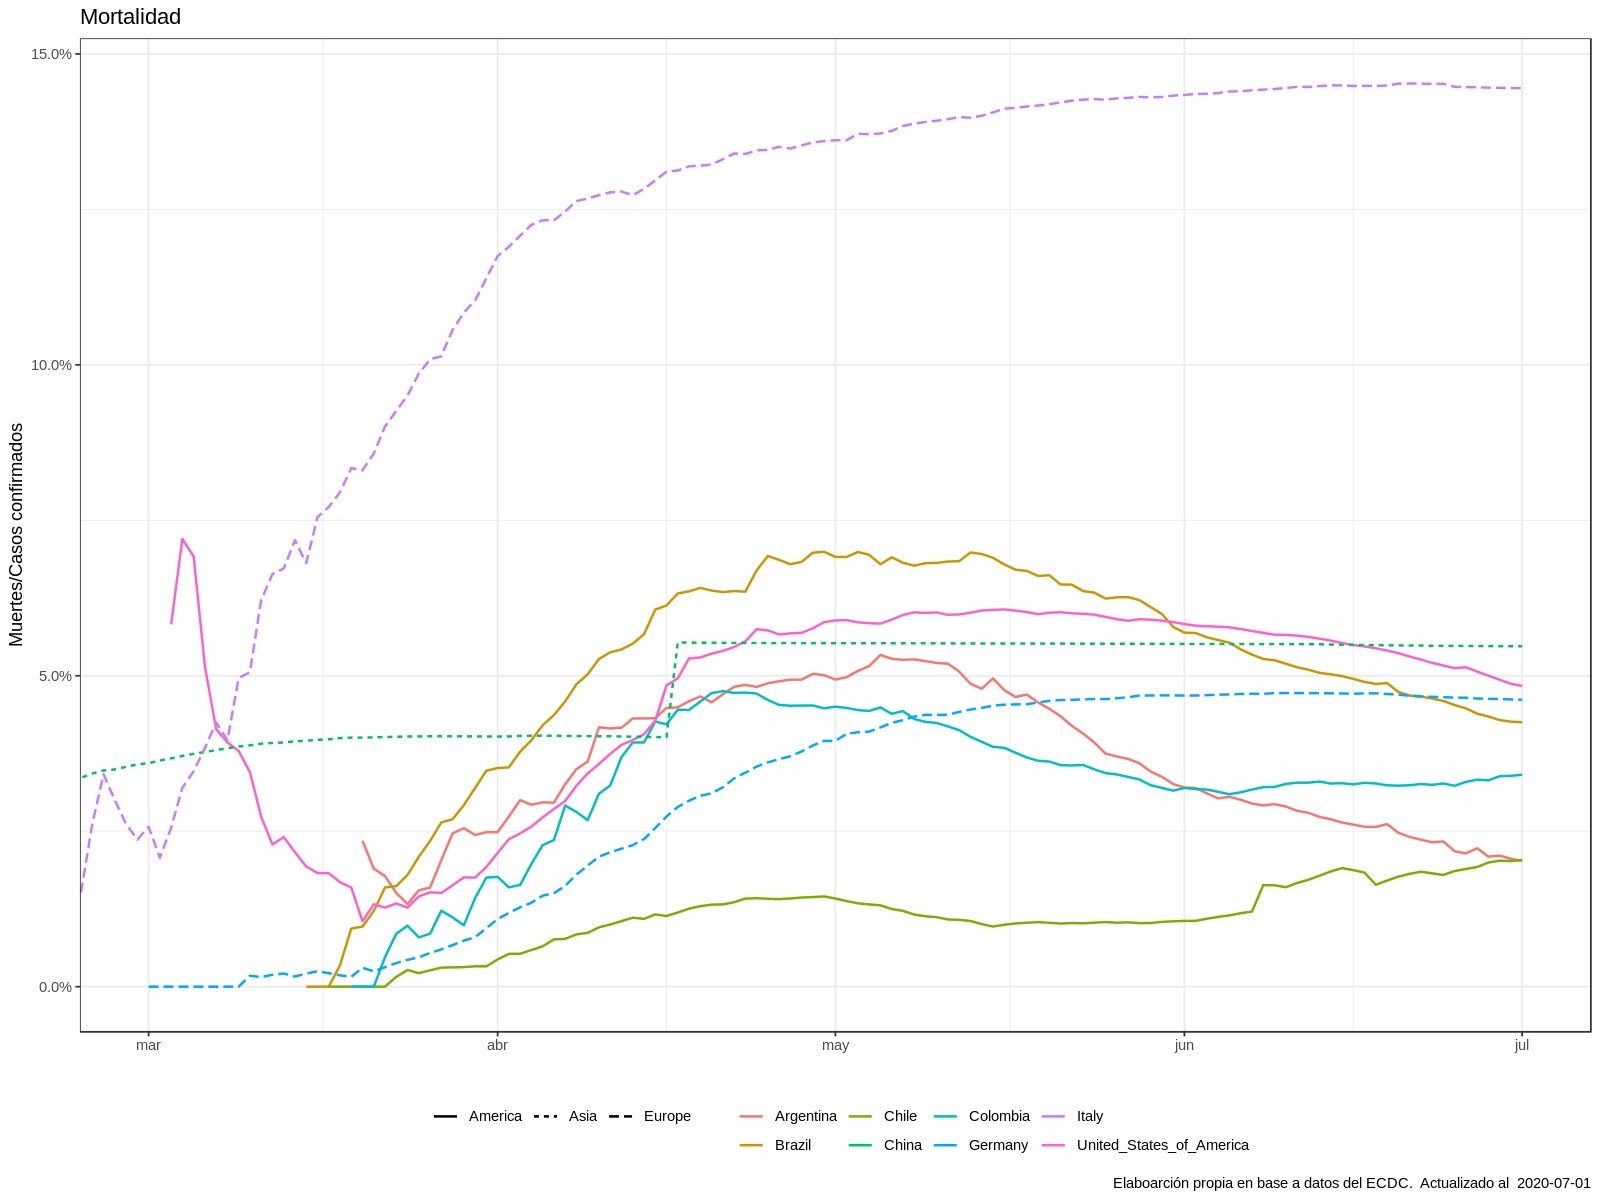 Mortalidad
Muertes/Casos confirmados
15.0%
10.0%
5.0%
0.0%
mar abr may jun jul
America Asia Europe Argentina Chile Colombia Italy
Brazil China Germany United_States_of_America
Elaboarción propia en base a datos del ECDC. Actualizado al 2020-07-01